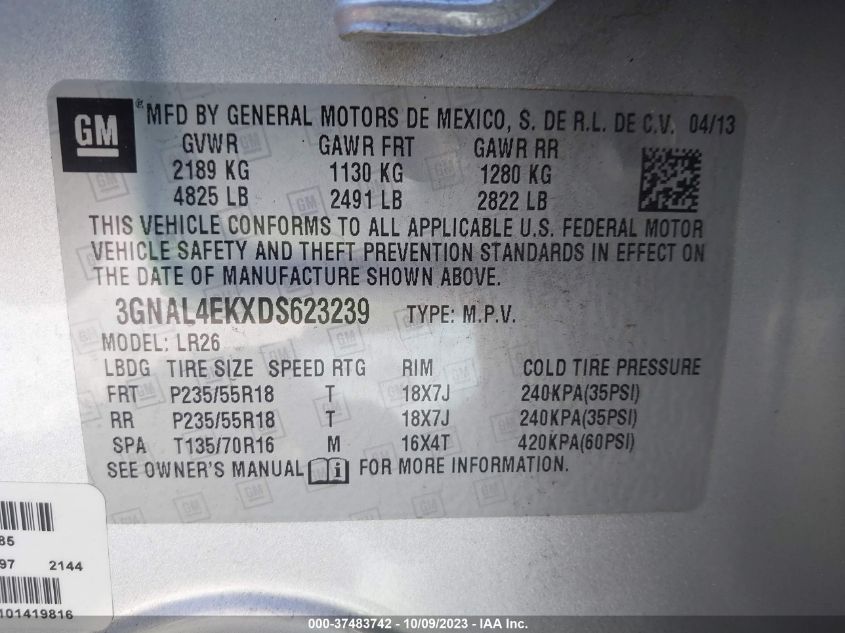 GM ® MFD BY GENERAL MOTORS DE MEXICO, S. DE R.L. DE C.V. 04/13
GVWR GAWR FRT GAWR RR
2189 KG 1130 KG 1280 KG
4825 LB 2491 LB 2822 LB
THIS VEHICLE CONFORMS TO ALL APPLICABLE U.S. FEDERAL MOTOR
VEHICLE SAFETY AND THEFT PREVENTION STANDARDS IN EFFECT ON
THE DATE OF MANUFACTURE SHOWN ABOVE.
3GNAL4EKXDS623239 TYPE: M.P.V.
MODEL: LR26
LBDG TIRE SIZE SPEED RTG RIM COLD TIRE PRESSURE
FRT P235/55R18 T 18X7J 240KPA(35PSI)
RR P235/55R18 T 18X7J 240KPA(35PSI)
SPA T135/70R16 M 16X4T 420KPA(60PSI)
SEE OWNER'S MANUAL i FOR MORE INFORMATION.
85
97 2144
101419816
000-37483742 - 10/09/2023 - IAA Inc.